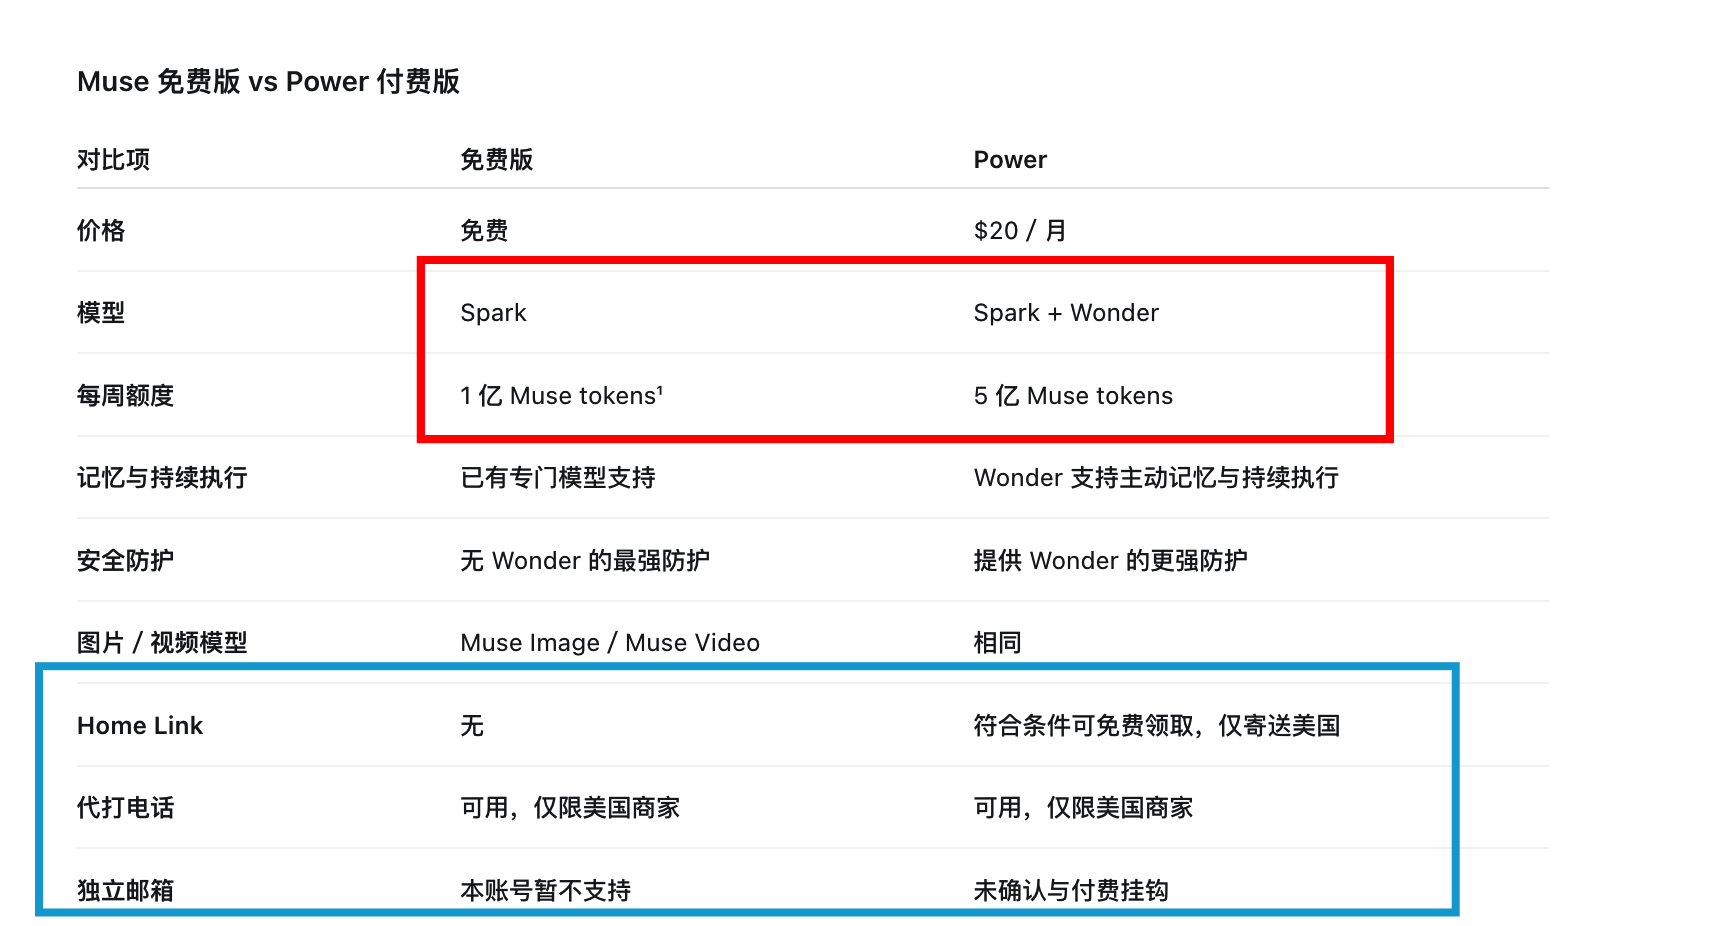 Muse 免费版 vs Power 付费版
对比项 免费版 Power
价格 免费 $20 / 月
模型 Spark Spark + Wonder
每周额度 1 亿 Muse tokens¹ 5 亿 Muse tokens
记忆与持续执行 已有专门模型支持 Wonder 支持主动记忆与持续执行
安全防护 无 Wonder 的最强防护 提供 Wonder 的更强防护
图片 / 视频模型 Muse Image / Muse Video 相同
Home Link 无 符合条件可免费领取，仅寄送美国
代打电话 可用，仅限美国商家 可用，仅限美国商家
独立邮箱 本账号暂不支持 未确认与付费挂钩